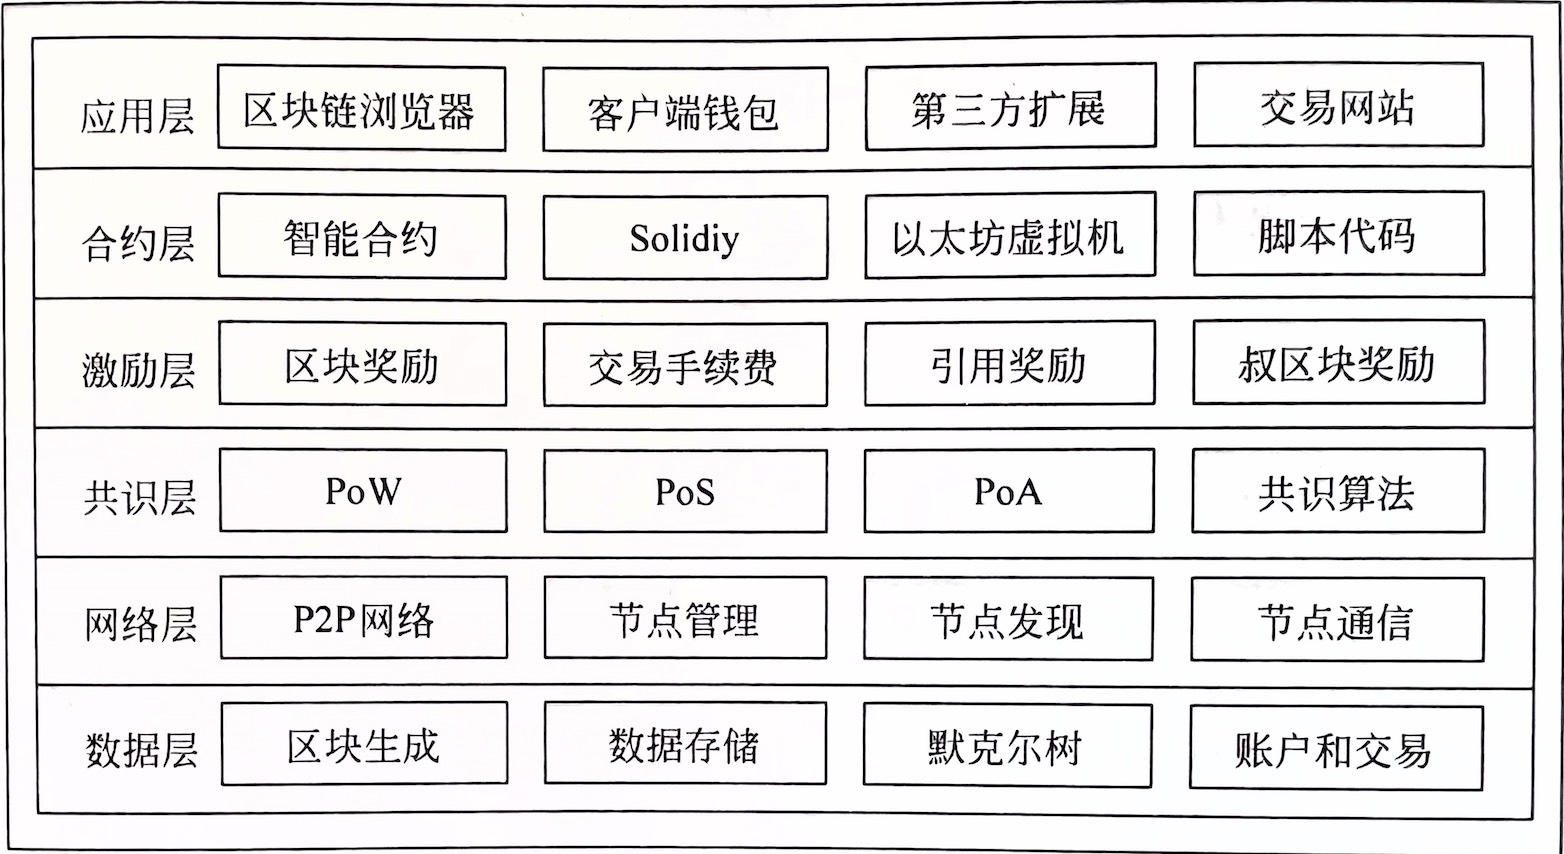 应用层 区块链浏览器 客户端钱包 第三方扩展 交易网站
合约层 智能合约 Solidiy 以太坊虚拟机 脚本代码
激励层 区块奖励 交易手续费 引用奖励 叔区块奖励
共识层 PoW PoS PoA 共识算法
网络层 P2P网络 节点管理 节点发现 节点通信
数据层 区块生成 数据存储 默克尔树 账户和交易